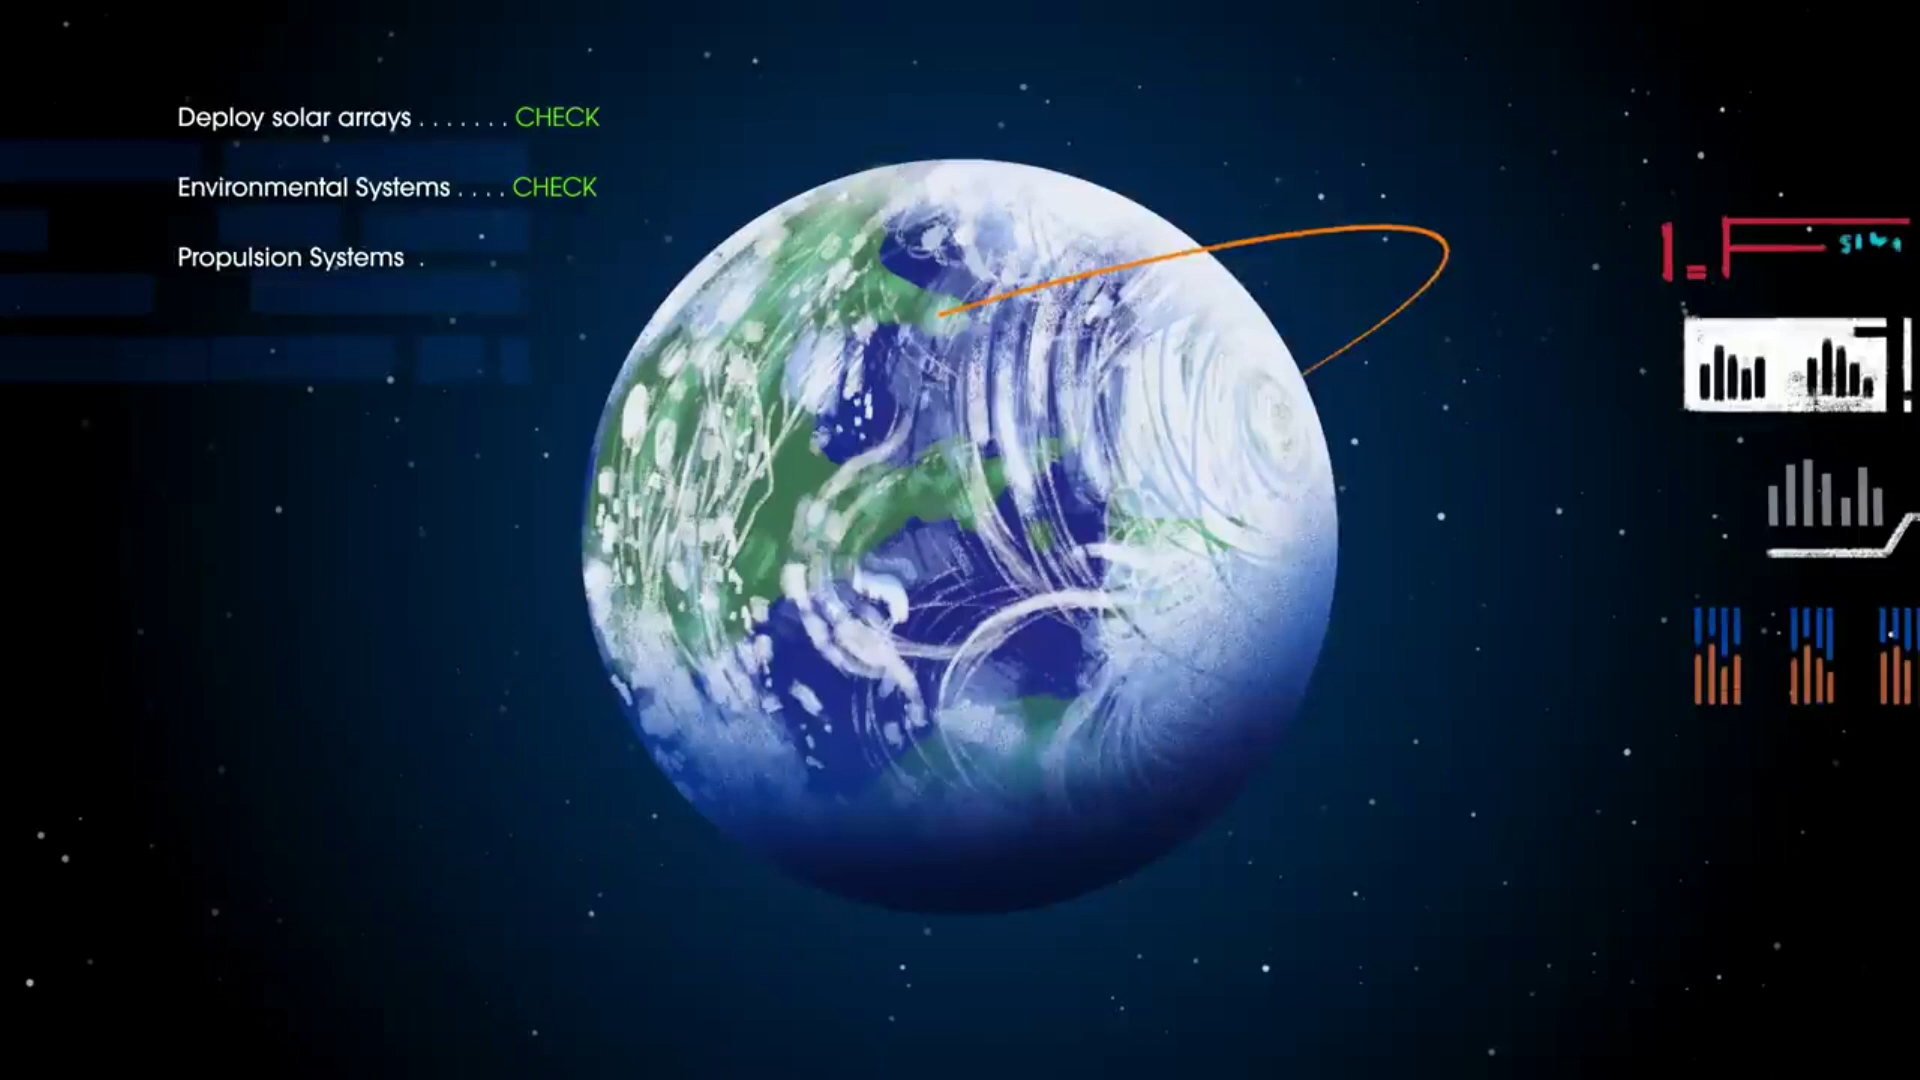 Deploy solar arrays . . . . . . . CHECK
Environmental Systems . . . . CHECK
Propulsion Systems .